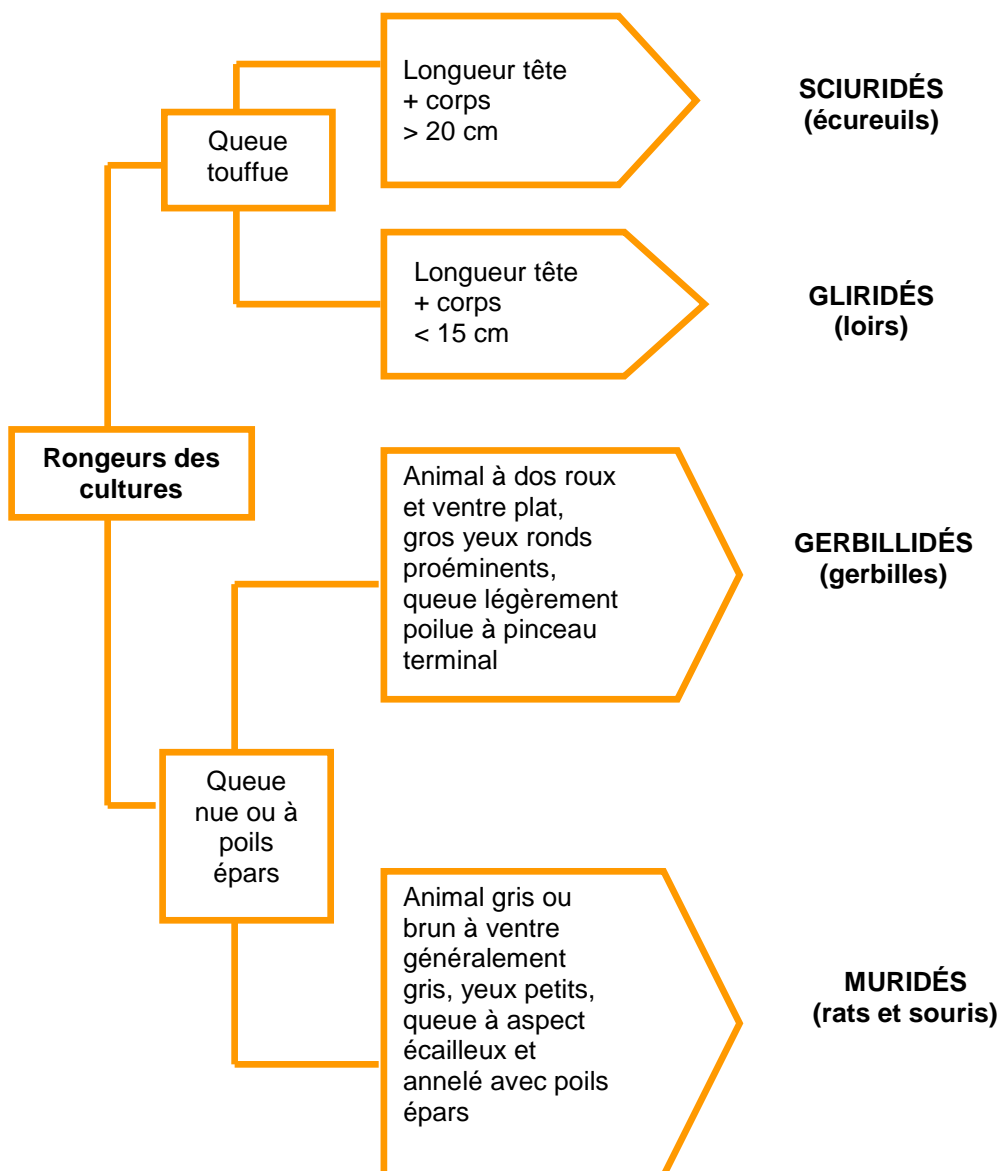 Longueur tête
+ corps
> 20 cm
SCIURIDÉS
(écureuils)
Queue
touffue
Longueur tête
+ corps
< 15 cm
GLIRIDÉS
(loirs)
Rongeurs des
cultures
Animal à dos roux
et ventre plat,
gros yeux ronds
proéminents,
queue légèrement
poilue à pinceau
terminal
GERBILLIDÉS
(gerbilles)
Queue
nue ou à
poils
épars
Animal gris ou
brun à ventre
généralement
gris, yeux petits,
queue à aspect
écailleux et
annelé avec poils
épars
MURIDÉS
(rats et souris)